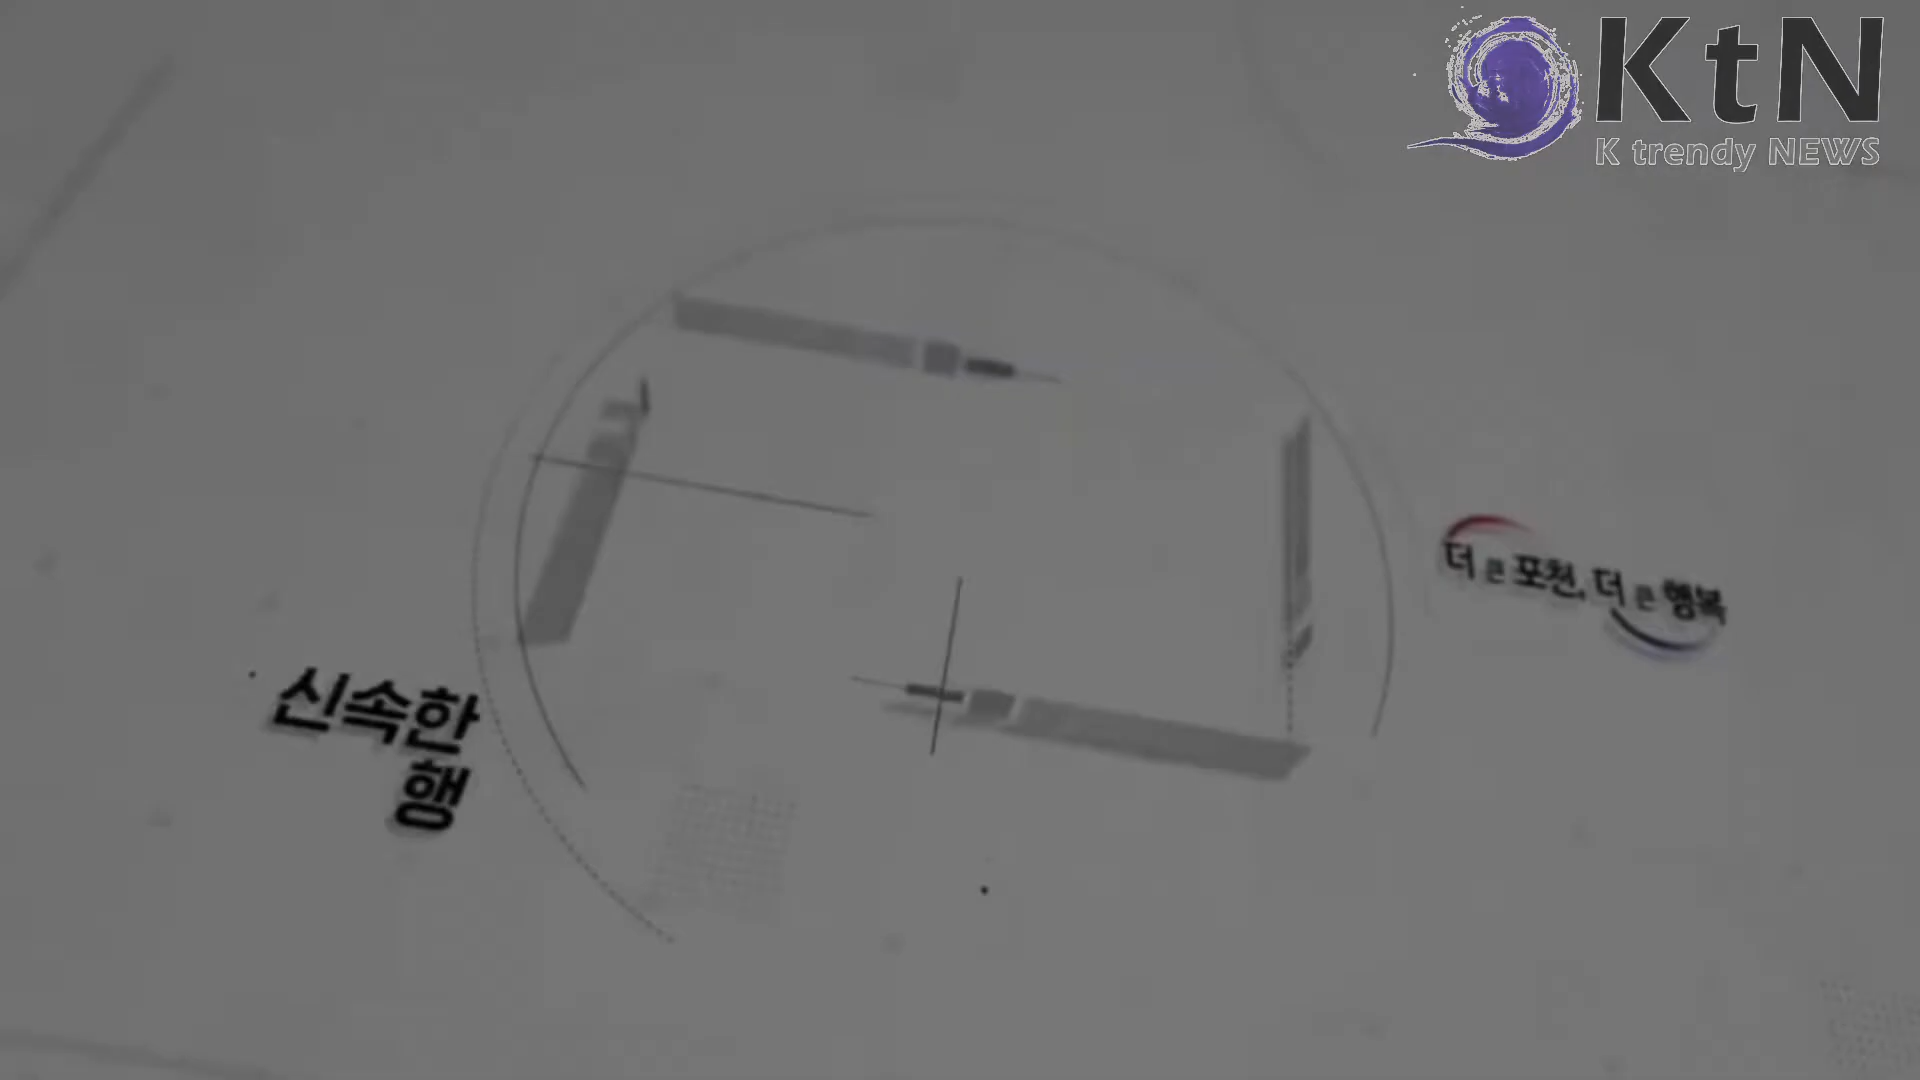 KtN
K trendy NEWS
더 큰 포천, 더 큰 행복
신속한
행